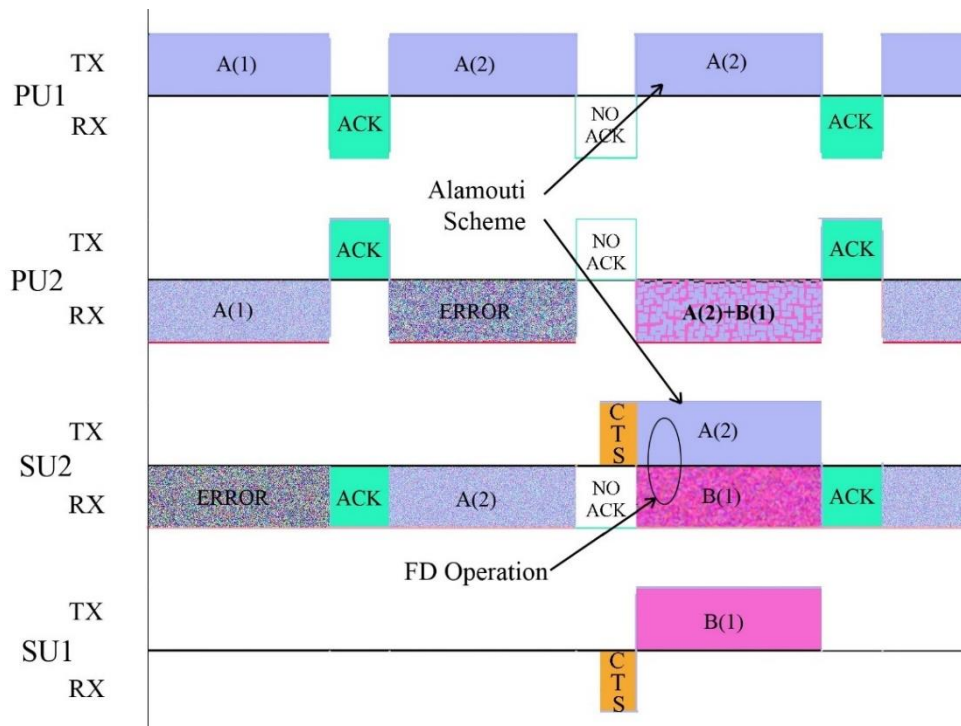 TX
A(1)
A(2)
A(2)
PU1
RX
ACK
NO
ACK
ACK
Alamouti
Scheme
TX
ACK
NO
ACK
ACK
PU2
RX
A(1)
ERROR
A(2)+B(1)
TX
C
T
S
A(2)
SU2
RX
ERROR
ACK
A(2)
NO
ACK
B(1)
ACK
FD Operation
TX
B(1)
SU1
RX
C
T
S